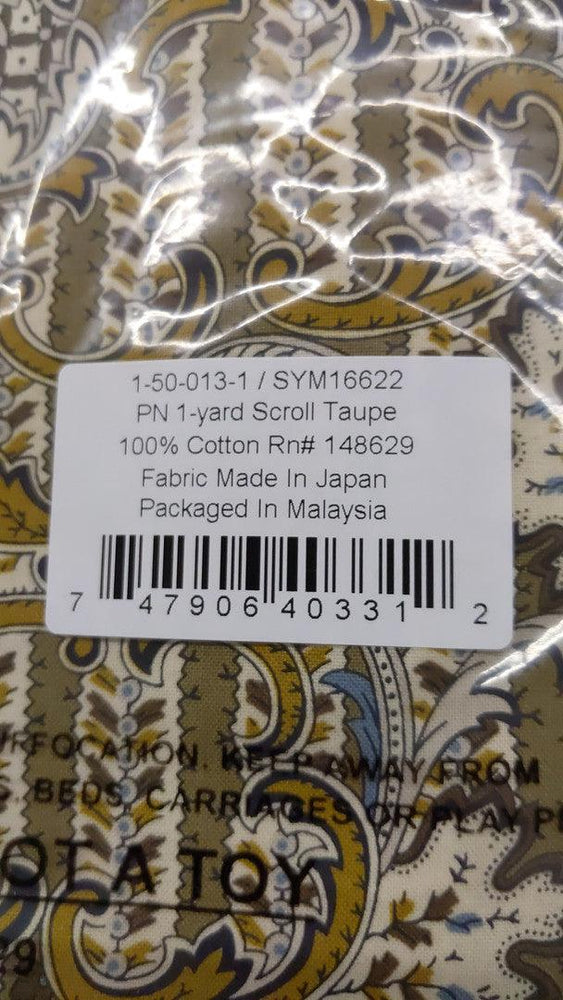 1-50-013-1 / SYM16622
PN 1-yard Scroll Taupe
100% Cotton Rn# 148629
Fabric Made In Japan
Packaged In Malaysia
7 47906 40331 2
KEEP AWAY FROM
BEDS, CARRIAGES OR PLAY
A TOY